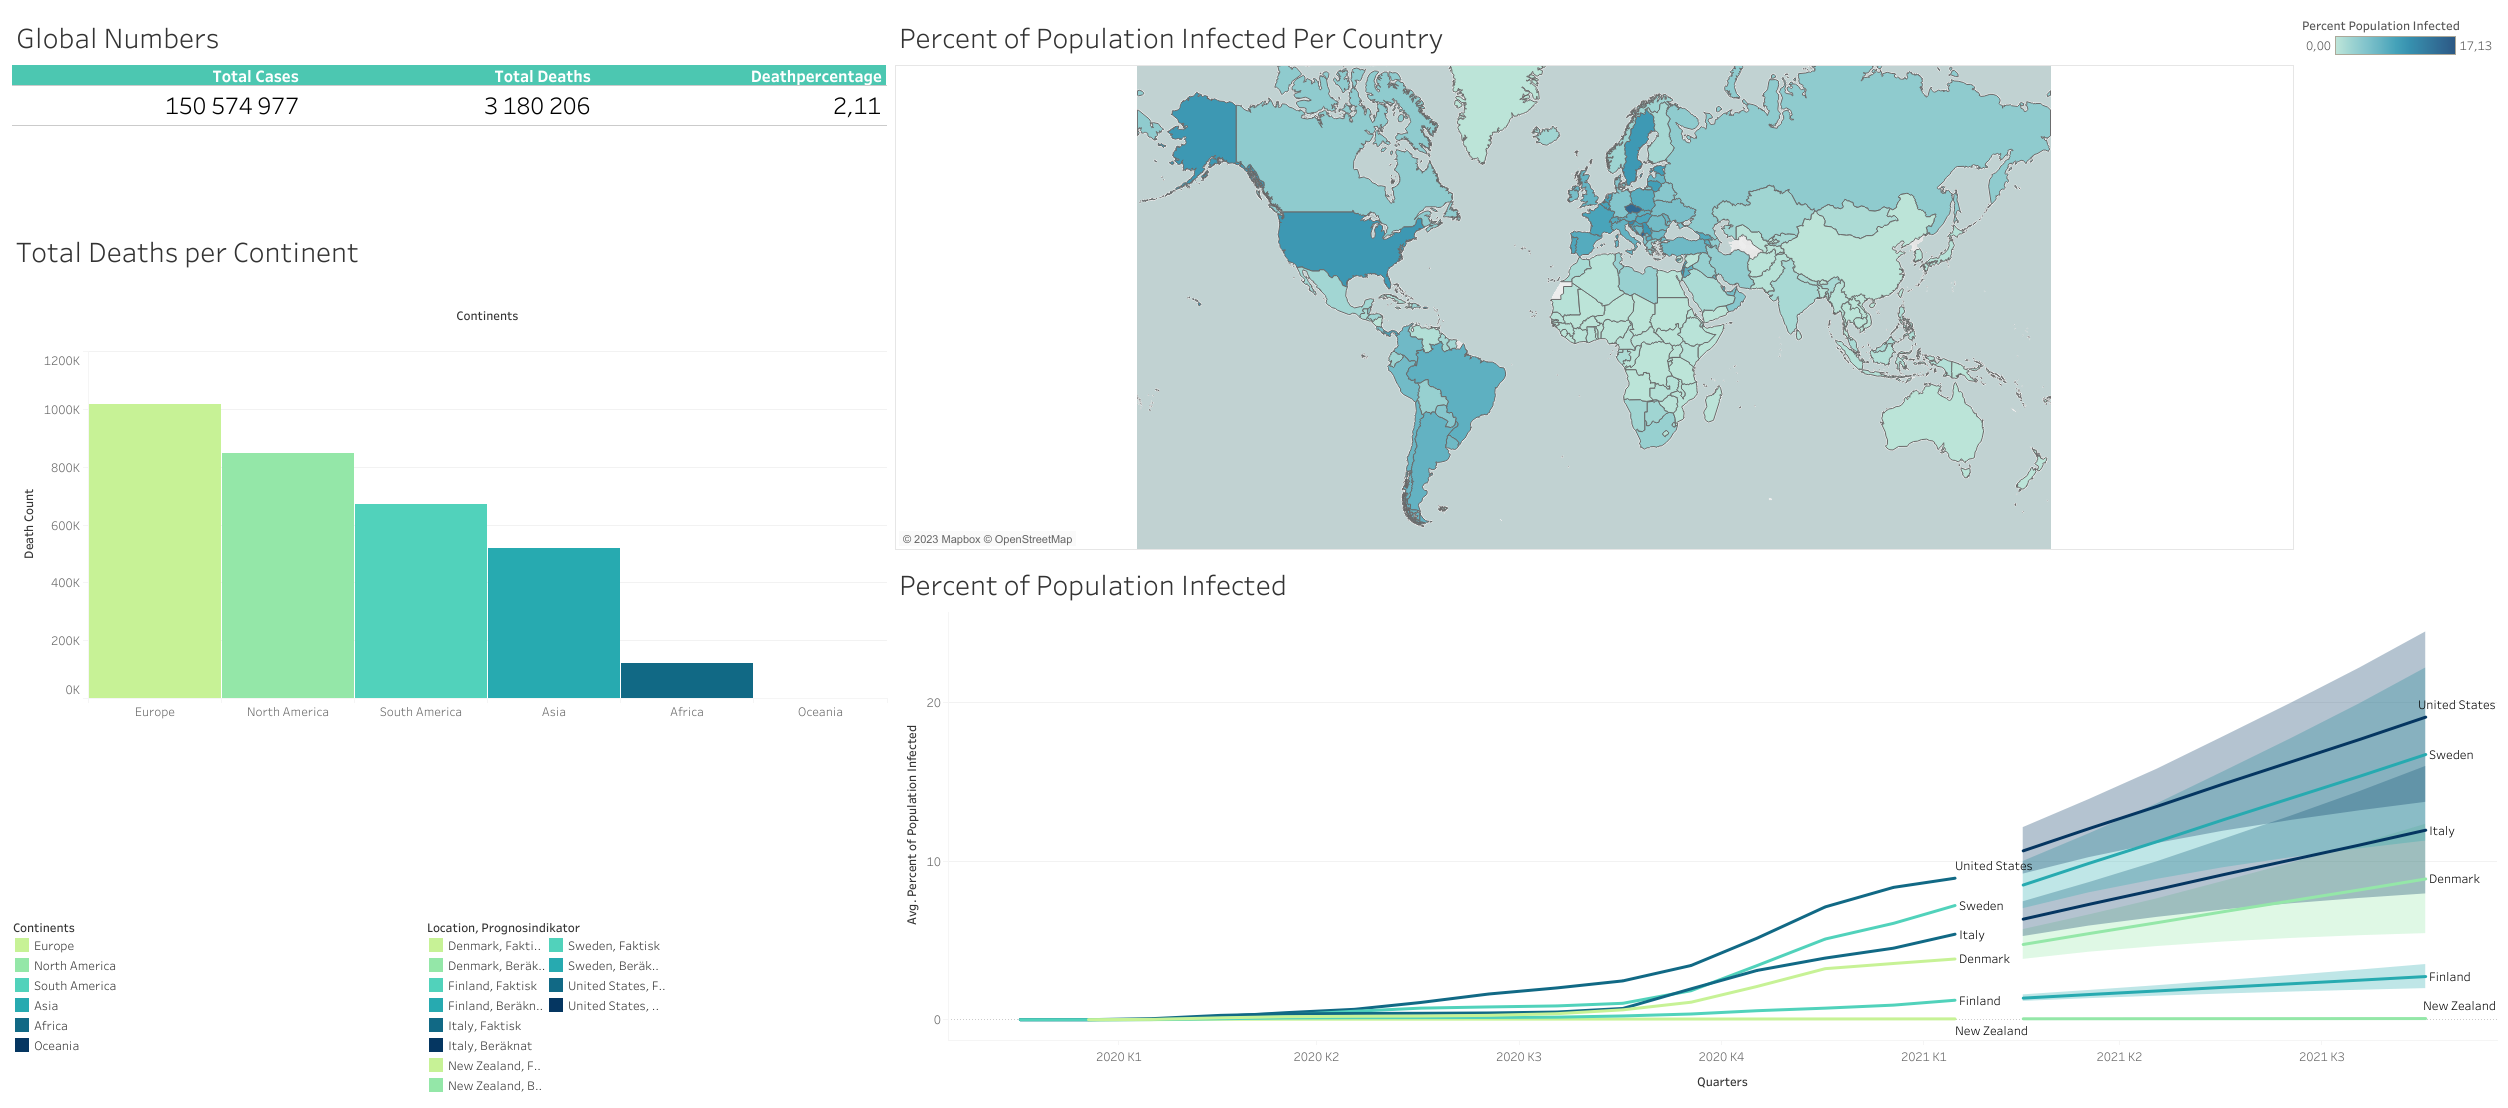 Global Numbers
Total Cases Total Deaths Deathpercentage
150 574 977 3 180 206 2,11
Total Deaths per Continent
Continents
Death Count
1200K
1000K
800K
600K
400K
200K
0K
Europe North America South America Asia Africa Oceania
Continents
Europe
North America
South America
Asia
Africa
Oceania
Location, Prognosindikator
Denmark, Fakti..
Denmark, Beräk..
Finland, Faktisk
Finland, Beräkn..
Italy, Faktisk
Italy, Beräknat
New Zealand, F..
New Zealand, B..
Sweden, Faktisk
Sweden, Beräk..
United States, F..
United States, ..
Percent of Population Infected Per Country
Percent Population Infected
0,00 17,13
© 2023 Mapbox © OpenStreetMap
Percent of Population Infected
Avg. Percent of Population Infected
20
10
0
United States
Sweden
Italy
Denmark
Finland
New Zealand
United States
Sweden
Italy
Denmark
Finland
New Zealand
2020 K1 2020 K2 2020 K3 2020 K4 2021 K1 2021 K2 2021 K3
Quarters